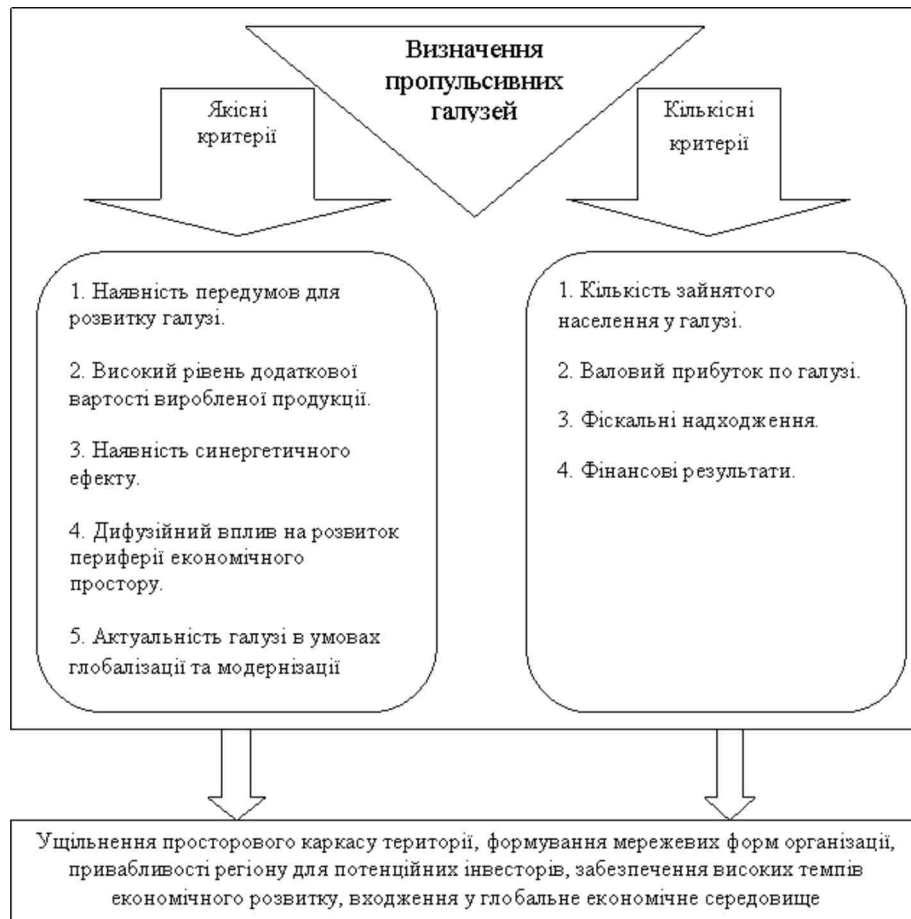 Визначення
пропульсивних
галузей
Якісні
критерії
Кількісні
критерії
1. Наявність передумов для
розвитку галузі.
2. Високий рівень додаткової
вартості виробленої продукції.
3. Наявність синергетичного
ефекту.
4. Дифузійний вплив на розвиток
периферії економічного
простору.
5. Актуальність галузі в умовах
глобалізації та модернізації
1. Кількість зайнятого
населення у галузі.
2. Валовий прибуток по галузі.
3. Фіскальні надходження.
4. Фінансові результати.
Ущільнення просторового каркасу території, формування мережевих форм організації,
привабливості регіону для потенційних інвесторів, забезпечення високих темпів
економічного розвитку, входження у глобальне економічне середовище